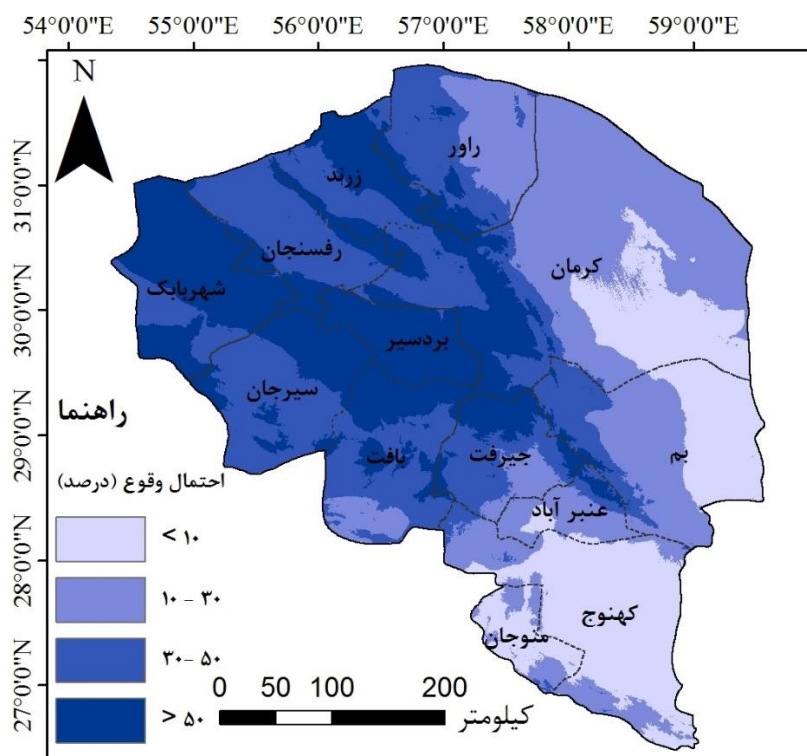 54°0'0"E 55°0'0"E 56°0'0"E 57°0'0"E 58°0'0"E 59°0'0"E
N
31°0'0"N
30°0'0"N
29°0'0"N
28°0'0"N
27°0'0"N
راور
زرند
کرمان
رفسنجان
شهربابک
بردسیر
سیرجان
بافت
جیرفت
بم
عنبر آباد
کهنوج
منوجان
راهنما
احتمال وقوع (درصد)
< ۱۰
۱۰ - ۳۰
۳۰ - ۵۰
> ۵۰
0 50 100 200
کیلومتر